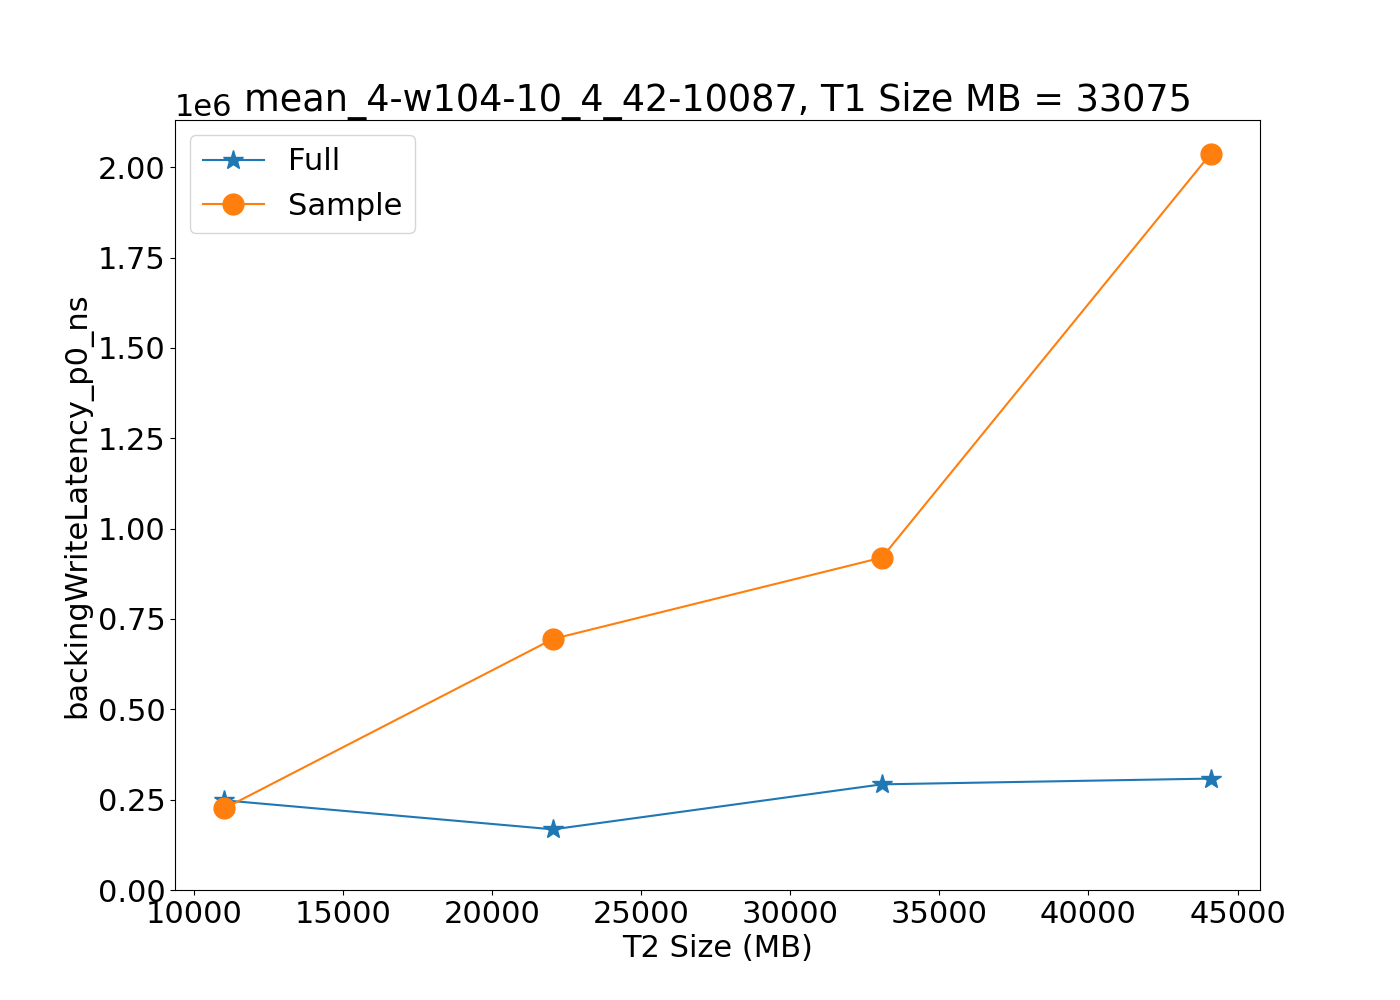 1e6 mean_4-w104-10_4_42-10087, T1 Size MB = 33075
Full
Sample
backingWriteLatency_p0_ns
2.00
1.75
1.50
1.25
1.00
0.75
0.50
0.25
0.00
10000 15000 20000 25000 30000 35000 40000 45000
T2 Size (MB)